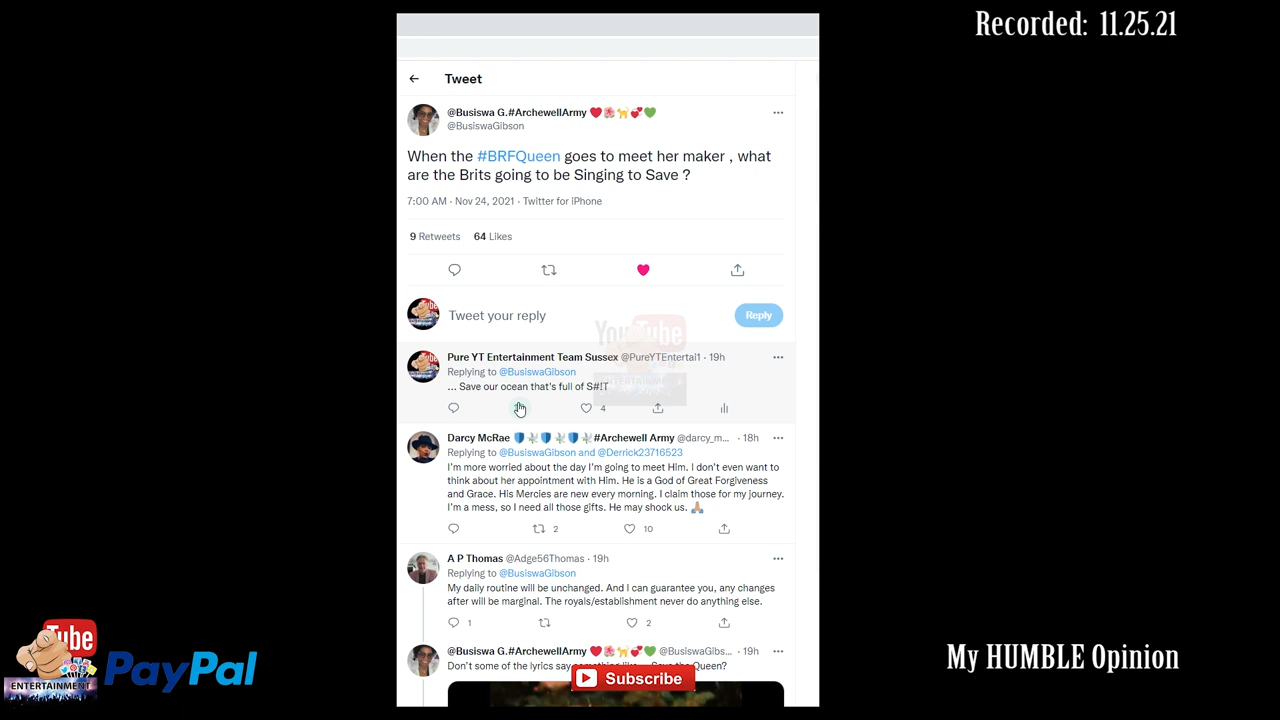 Recorded: 11.25.21
Tweet
@Busiswa G.#ArchewellArmy ❤️🌺🐈💞💚
@BusiswaGibson
When the #BRFQueen goes to meet her maker , what
are the Brits going to be Singing to Save ?
7:00 AM · Nov 24, 2021 · Twitter for iPhone
9 Retweets 64 Likes
Tweet your reply
Reply
YouTube
ENTERTAINMENT
Pure YT Entertainment Team Sussex @PureYTEntertai1 · 19h
Replying to @BusiswaGibson
... Save our ocean that's full of S#!T
4
Darcy McRae 🛡️🕊️🛡️🕊️🛡️🕊️#Archewell Army @darcy_m... · 18h
Replying to @BusiswaGibson and @Derrick23716523
I'm more worried about the day I'm going to meet Him. I don't even want to
think about her appointment with Him. He is a God of Great Forgiveness
and Grace. His Mercies are new every morning. I claim those for my journey.
I'm a mess, so I need all those gifts. He may shock us. 🙏🏽
2 10
A P Thomas @Adge56Thomas · 19h
Replying to @BusiswaGibson
My daily routine will be unchanged. And I can guarantee you, any changes
after will be marginal. The royals/establishment never do anything else.
1 2
@Busiswa G.#ArchewellArmy ❤️🌺🐈💞💚 @BusiswaGibs... · 19h
Don't some of the lyrics say something like... Save the Queen?
Subscribe
Tube
ENTERTAINMENT
PayPal
My HUMBLE Opinion